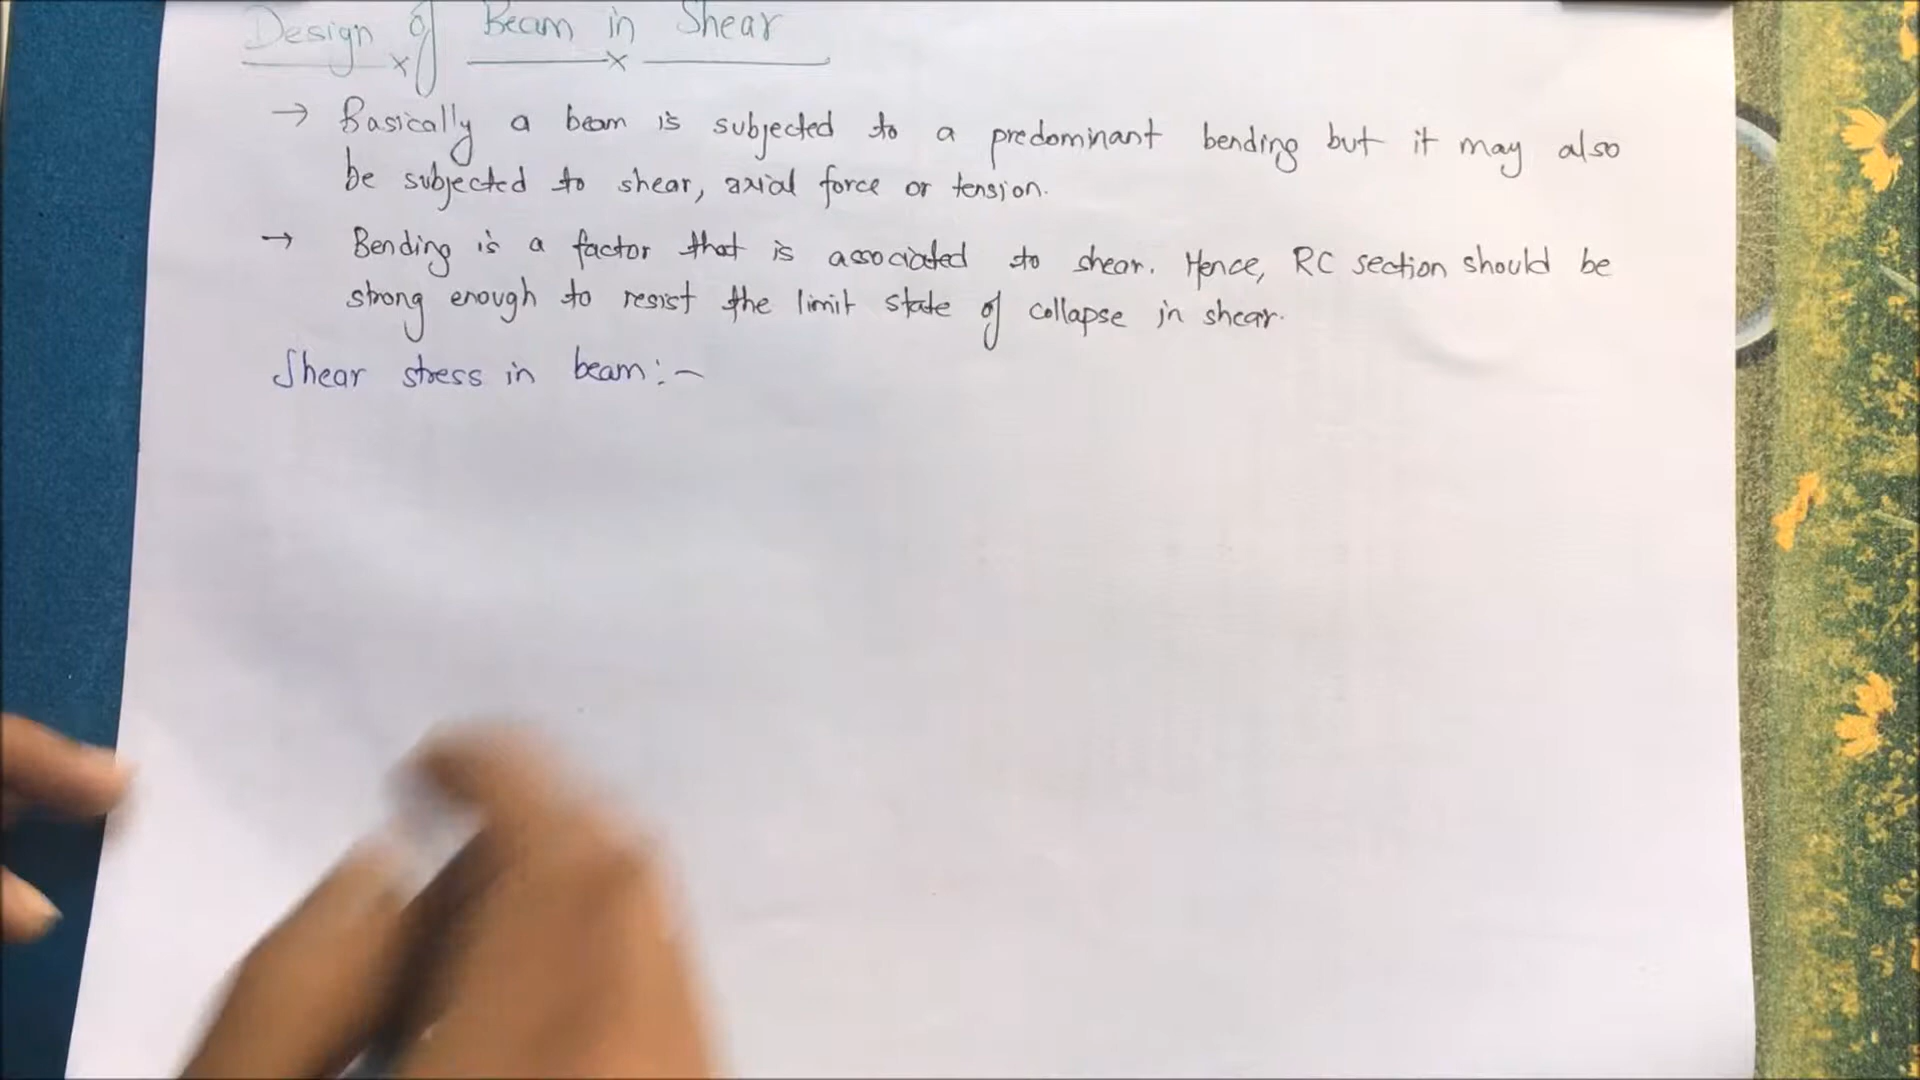 Design of Beam in Shear
→ Basically a beam is subjected to a predominant bending but it may also
be subjected to shear, axial force or tension.
→ Bending is a factor that is associated to shear. Hence, RC section should be
strong enough to resist the limit state of collapse in shear.
Shear stress in beam:-